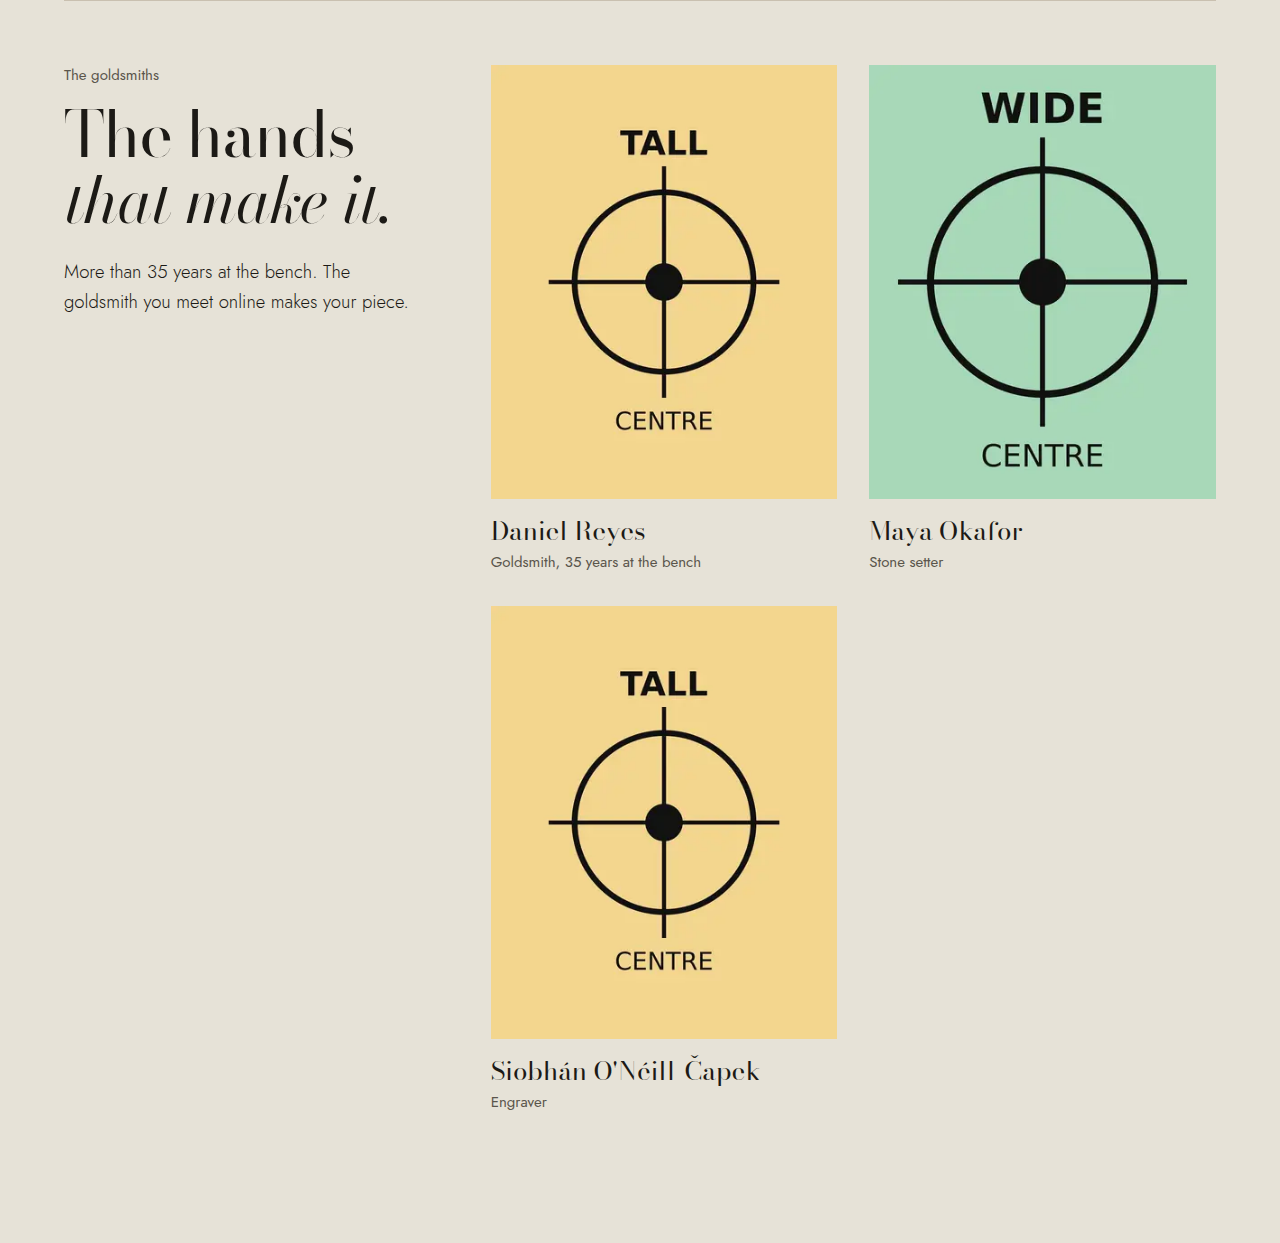 The goldsmiths
The hands
that make it.
More than 35 years at the bench. The
goldsmith you meet online makes your piece.
TALL
CENTRE
Daniel Reyes
Goldsmith, 35 years at the bench
WIDE
CENTRE
Maya Okafor
Stone setter
TALL
CENTRE
Siobhán O'Néill Čapek
Engraver